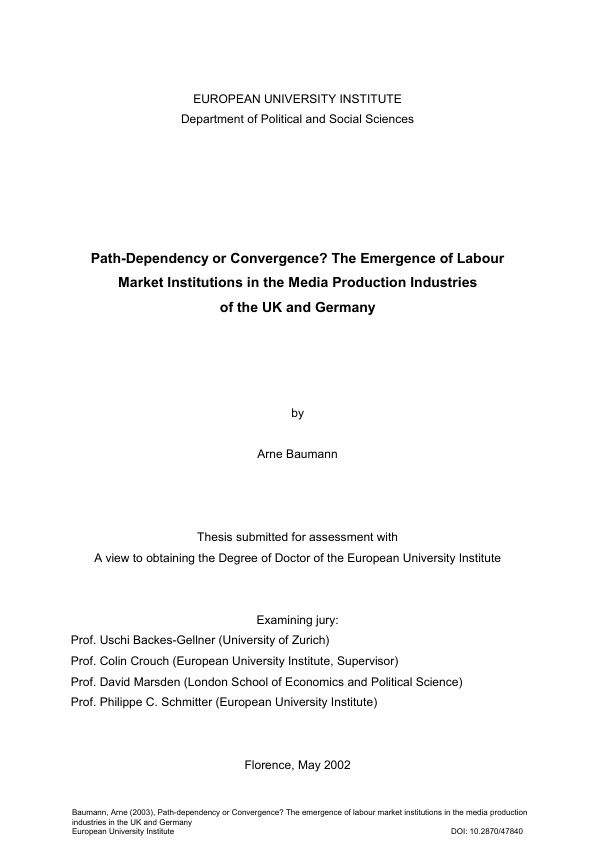 EUROPEAN UNIVERSITY INSTITUTE
Department of Political and Social Sciences
Path-Dependency or Convergence? The Emergence of Labour
Market Institutions in the Media Production Industries
of the UK and Germany
by
Arne Baumann
Thesis submitted for assessment with
A view to obtaining the Degree of Doctor of the European University Institute
Examining jury:
Prof. Uschi Backes-Gellner (University of Zurich)
Prof. Colin Crouch (European University Institute, Supervisor)
Prof. David Marsden (London School of Economics and Political Science)
Prof. Philippe C. Schmitter (European University Institute)
Florence, May 2002
Baumann, Arne (2003), Path-dependency or Convergence? The emergence of labour market institutions in the media production
industries in the UK and Germany
European University Institute DOI: 10.2870/47840